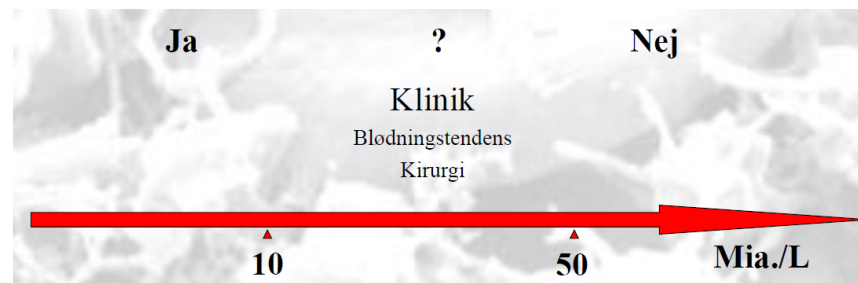 Ja ? Nej
Klinik
Blødningstendens
Kirurgi
10 50 Mia./L